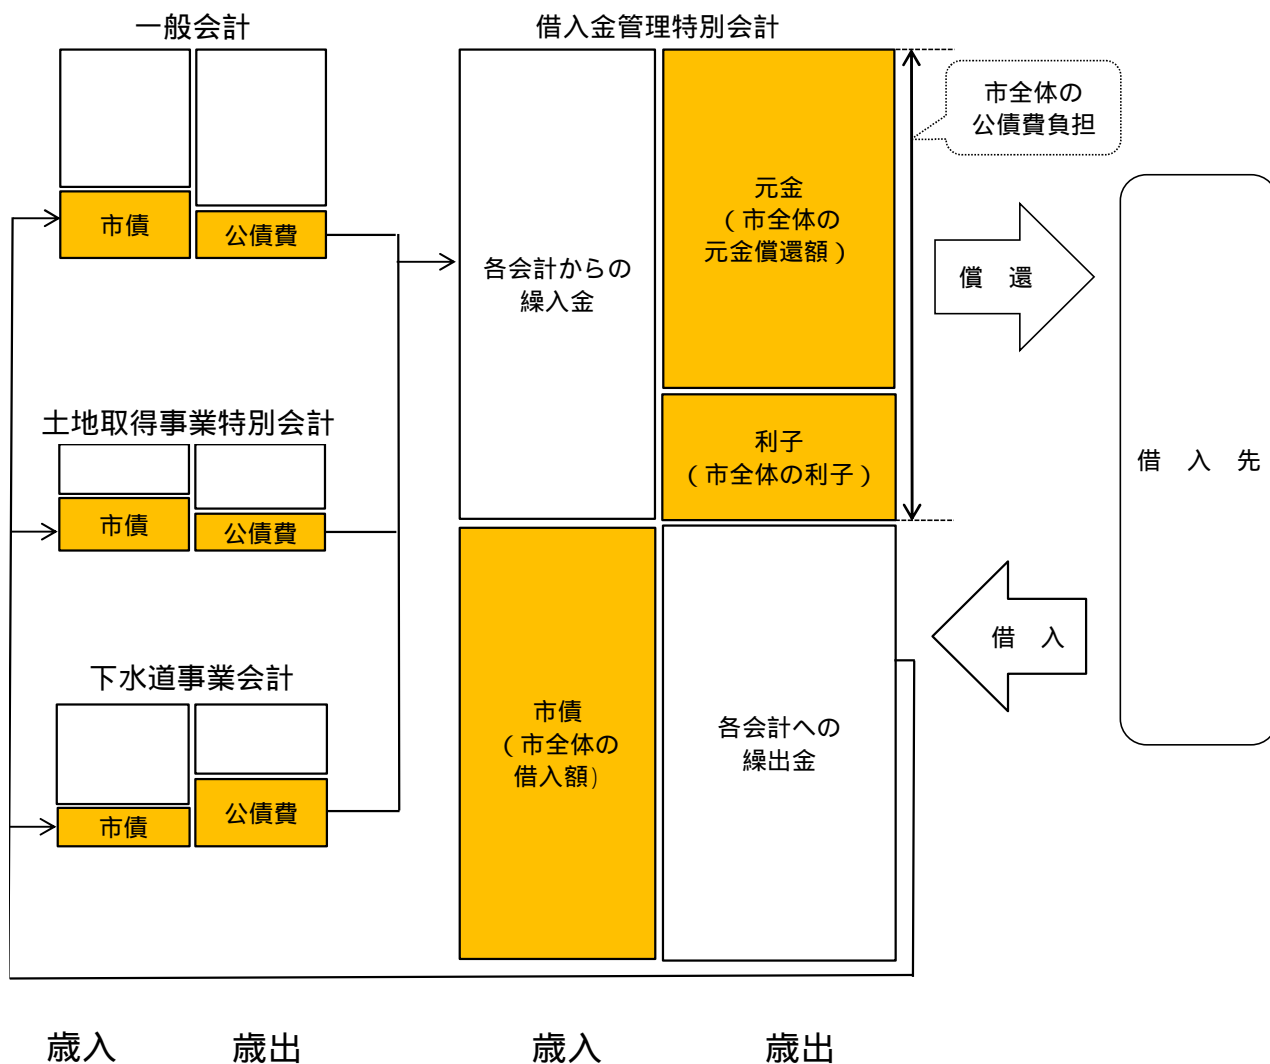 一般会計
市債
公債費
土地取得事業特別会計
市債
公債費
下水道事業会計
市債
公債費
借入金管理特別会計
各会計からの
繰入金
元金
（市全体の
元金償還額）
利子
（市全体の利子）
市債
（市全体の
借入額)
各会計への
繰出金
市全体の
公債費負担
償　還
借　入
借　入　先
歳入
歳出
歳入
歳出